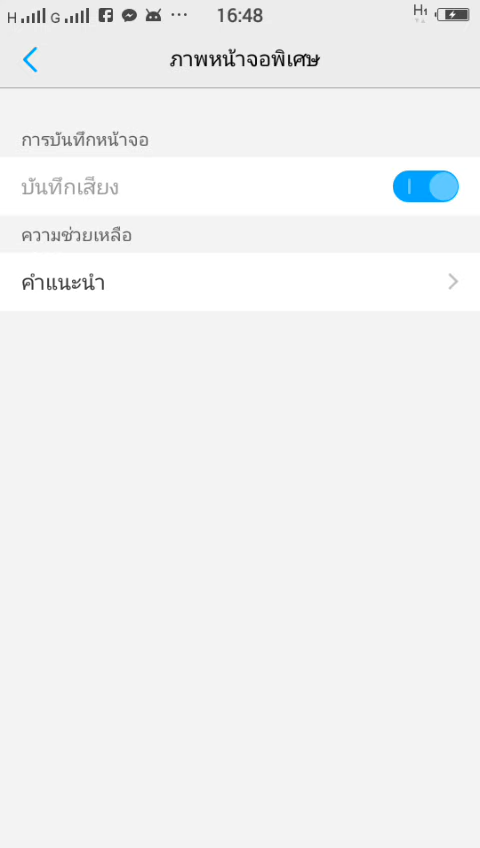 H G ... 16:48 H1
ภาพหน้าจอพิเศษ
การบันทึกหน้าจอ
บันทึกเสียง
ความช่วยเหลือ
คำแนะนำ